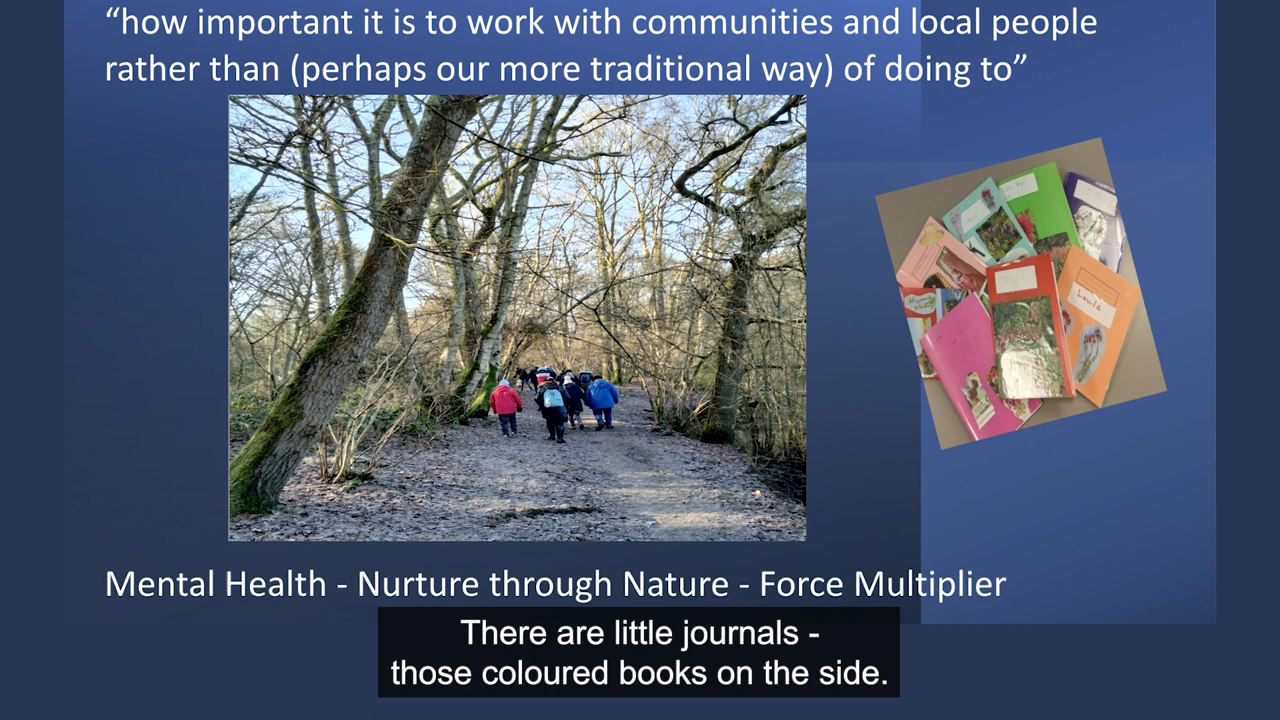 “how important it is to work with communities and local people
rather than (perhaps our more traditional way) of doing to”
Loula
Mental Health - Nurture through Nature - Force Multiplier
There are little journals -
those coloured books on the side.